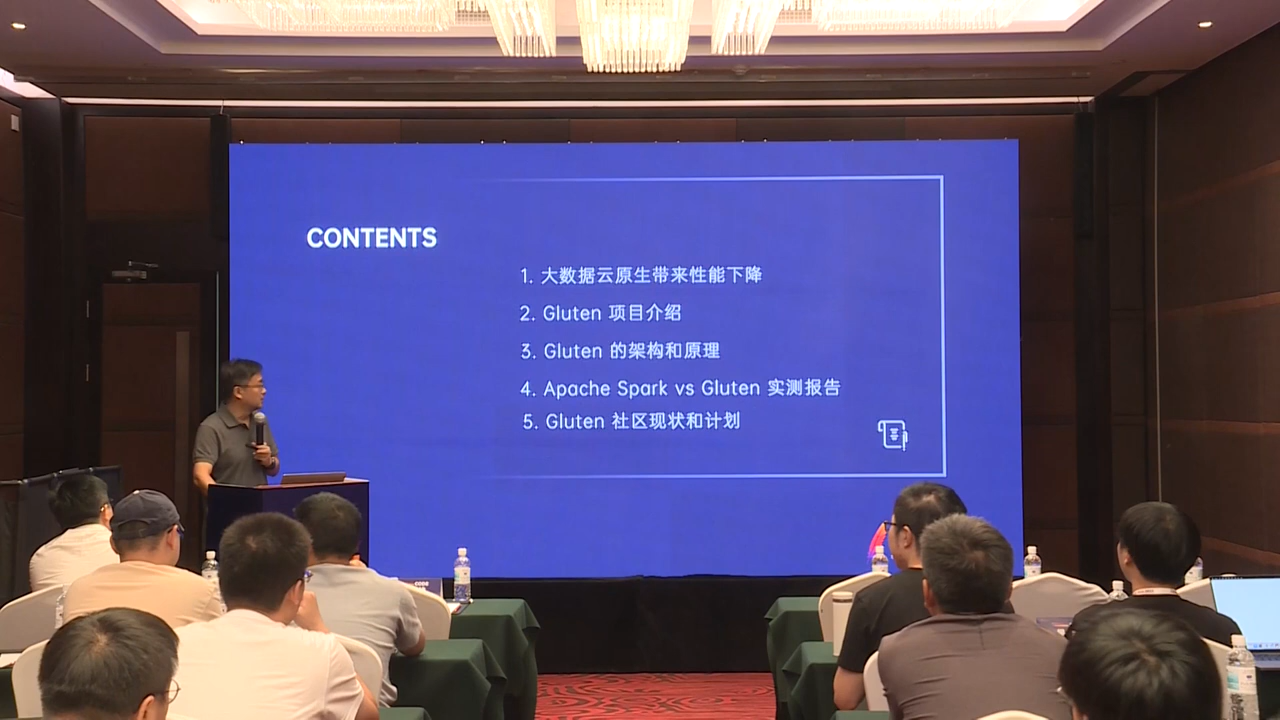 CONTENTS
1. 大数据云原生带来性能下降
2. Gluten 项目介绍
3. Gluten 的架构和原理
4. Apache Spark vs Gluten 实测报告
5. Gluten 社区现状和计划